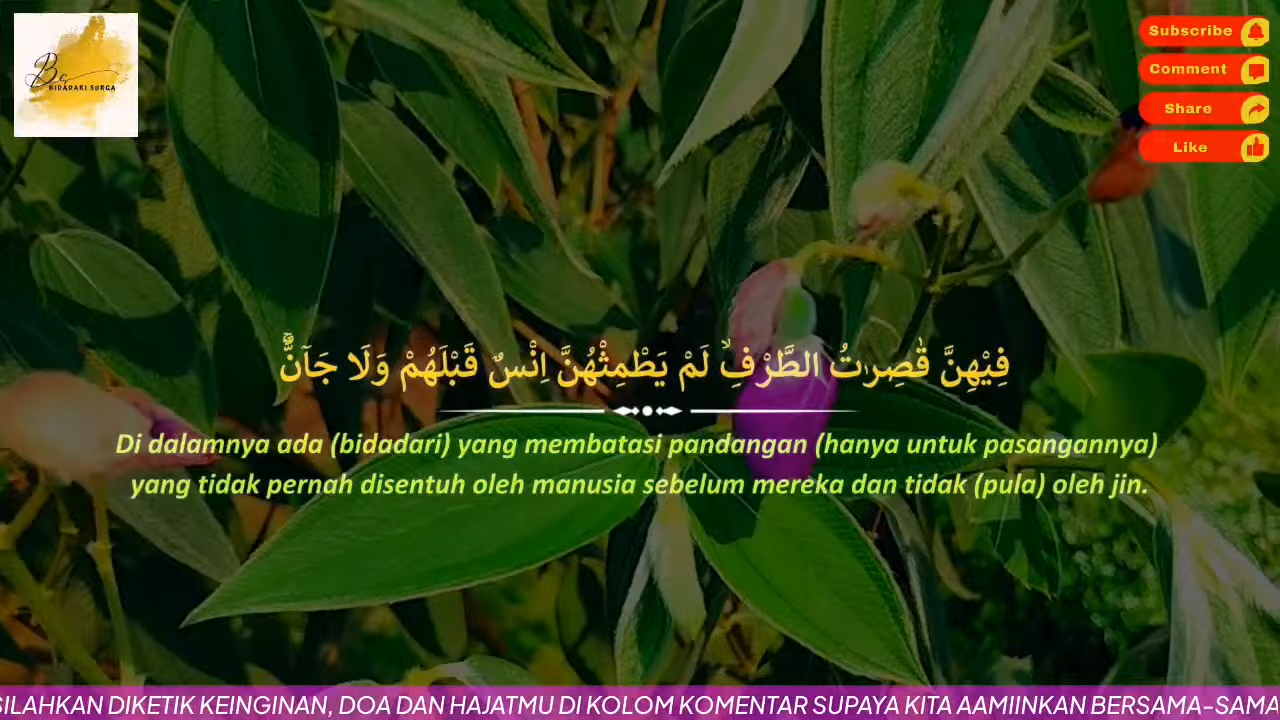 Bs
BIDADARI SURGA
Subscribe
Comment
Share
Like
فِيْهِنَّ قٰصِرٰتُ الطَّرْفِۙ لَمْ يَطْمِثْهُنَّ اِنْسٌ قَبْلَهُمْ وَلَا جَاۤنٌّۚ
Di dalamnya ada (bidadari) yang membatasi pandangan (hanya untuk pasangannya)
yang tidak pernah disentuh oleh manusia sebelum mereka dan tidak (pula) oleh jin.
SILAHKAN DIKETIK KEINGINAN, DOA DAN HAJATMU DI KOLOM KOMENTAR SUPAYA KITA AAMIINKAN BERSAMA-SAMA